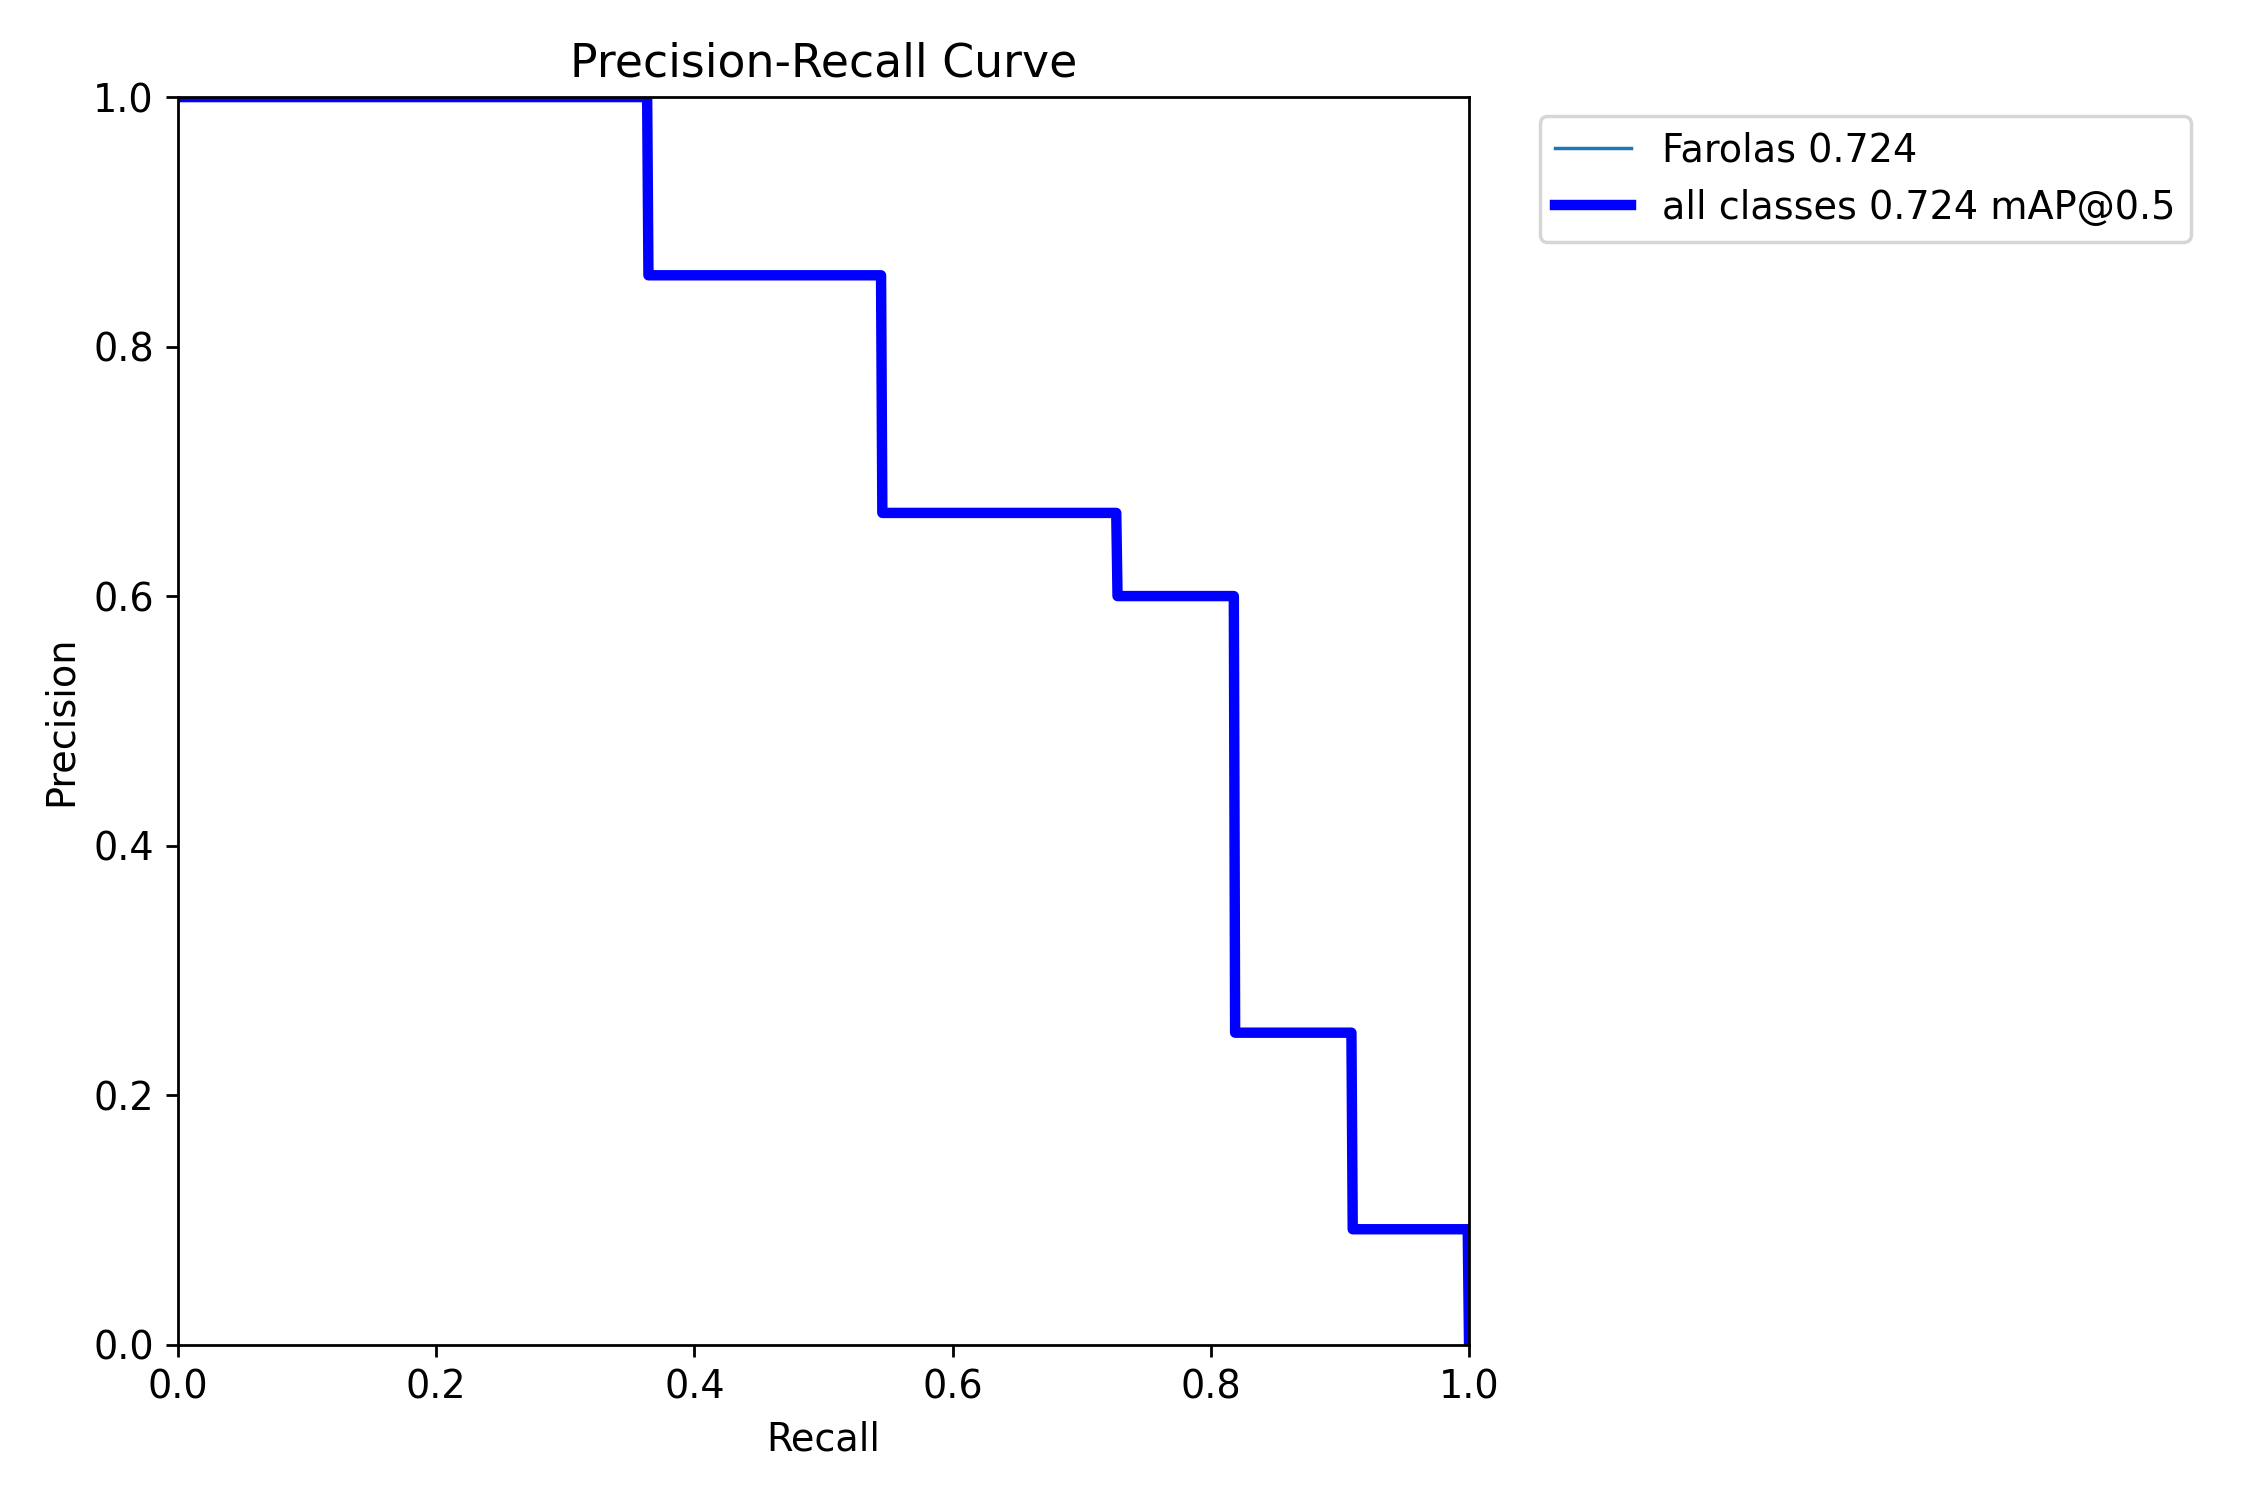 Precision-Recall Curve
1.0
0.8
0.6
0.4
0.2
0.0
Precision
0.0 0.2 0.4 0.6 0.8 1.0
Recall
Farolas 0.724
all classes 0.724 mAP@0.5